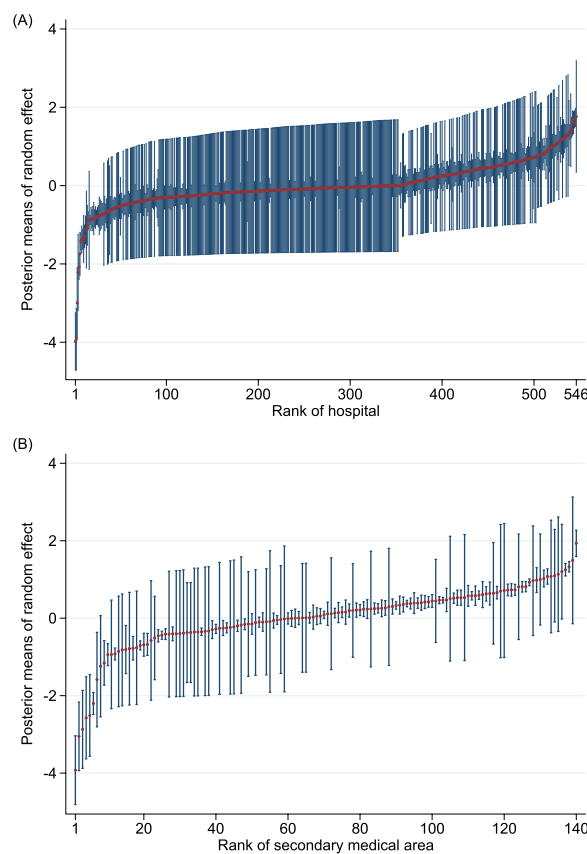 (A)
4
2
0
-2
-4
Posterior means of random effect
1 100 200 300 400 500 546
Rank of hospital
(B)
4
2
0
-2
-4
Posterior means of random effect
1 20 40 60 80 100 120 140
Rank of secondary medical area